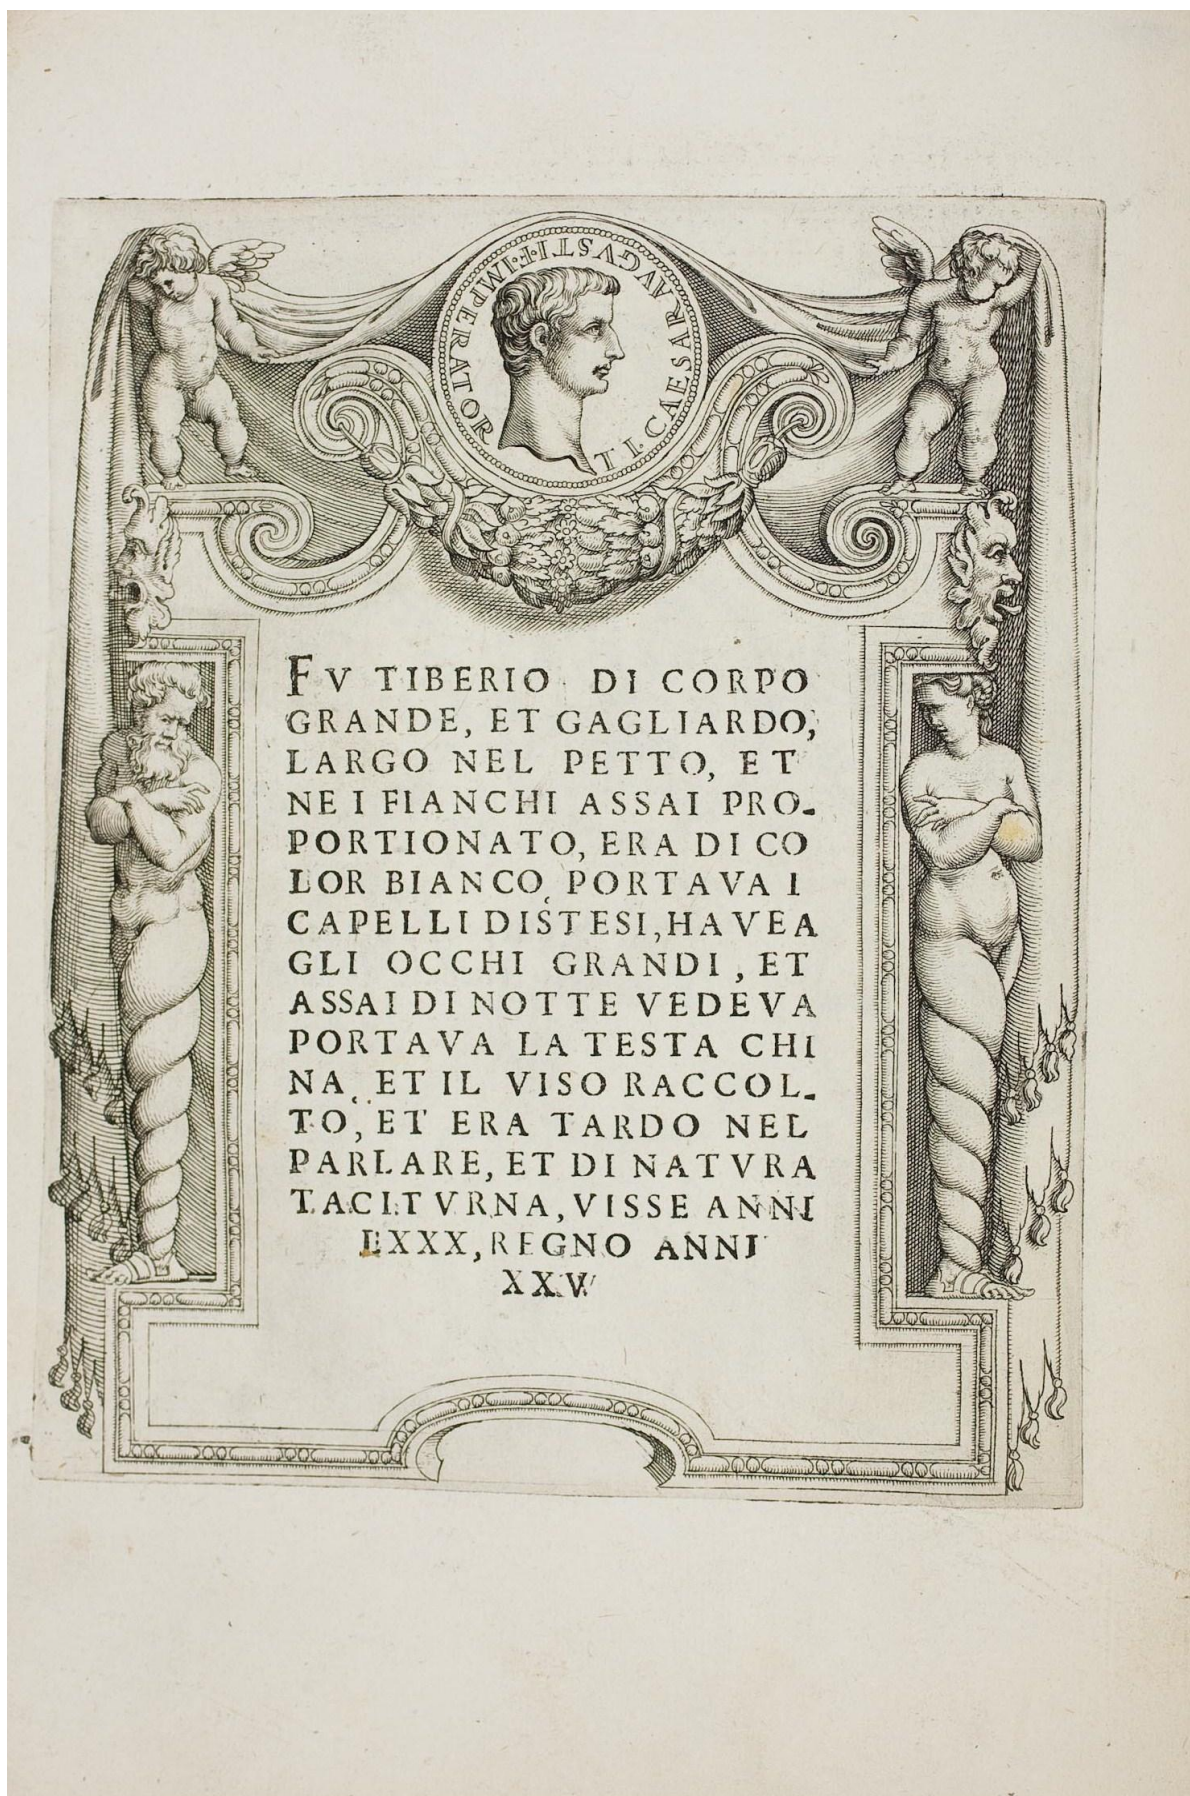 TI·CAESAR AVGVSTI·F·IMPERATOR
FV TIBERIO DI CORPO
GRANDE, ET GAGLIARDO,
LARGO NEL PETTO, ET
NE I FIANCHI ASSAI PRO-
PORTIONATO, ERA DI CO
LOR BIANCO, PORTAVA I
CAPELLI DISTESI, HAVEA
GLI OCCHI GRANDI, ET
ASSAI DI NOTTE VEDEVA
PORTAVA LA TESTA CHI
NA, ET IL VISO RACCOL-
TO, ET ERA TARDO NEL
PARLARE, ET DI NATVRA
TACITVRNA, VISSE ANNI
LXXX, REGNO ANNI
XXV